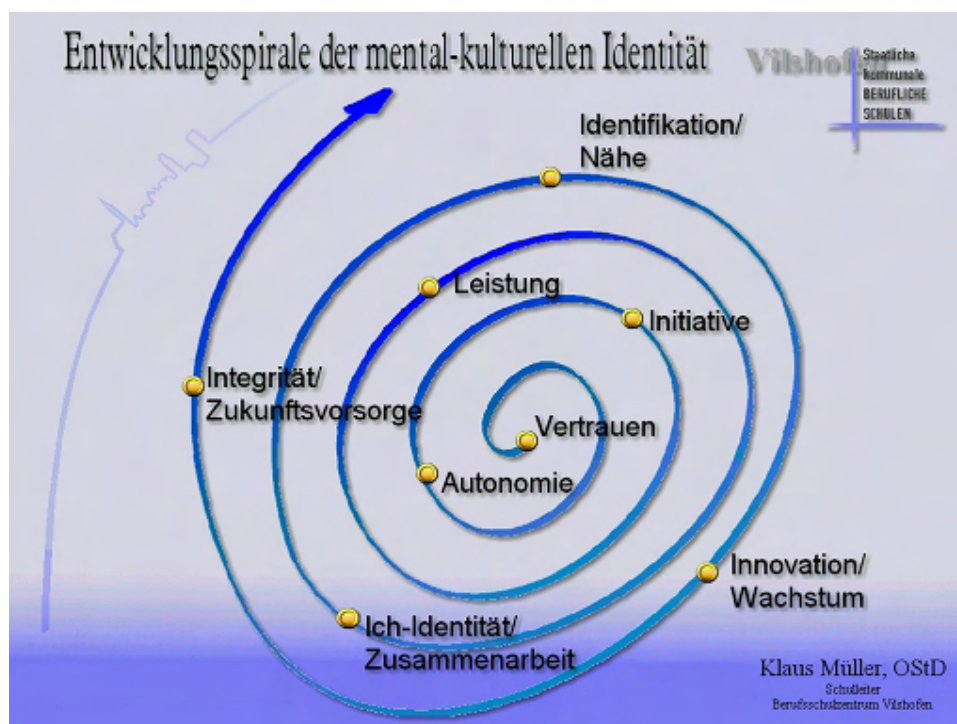 Entwicklungsspirale der mental-kulturellen Identität
Vilshofen
Staatliche
kommunale
BERUFLICHE
SCHULEN
Identifikation/
Nähe
Leistung
Initiative
Integrität/
Zukunftsvorsorge
Vertrauen
Autonomie
Innovation/
Wachstum
Ich-Identität/
Zusammenarbeit
Klaus Müller, OStD
Schulleiter
Berufsschulzentrum Vilshofen